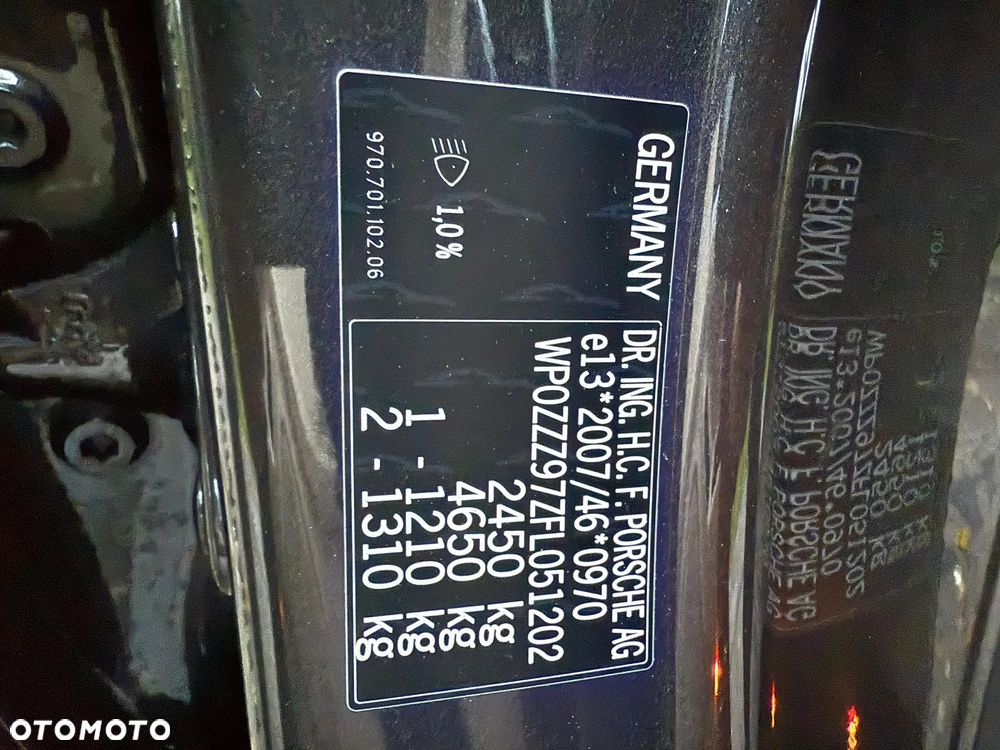 GERMANY
1,0%
970.701.102.06
DR. ING. H.C. F. PORSCHE AG
e13*2007/46*0970
WP0ZZZ97ZFL051202
2450 kg
4650 kg
1 - 1210 kg
2 - 1310 kg
OTOMOTO